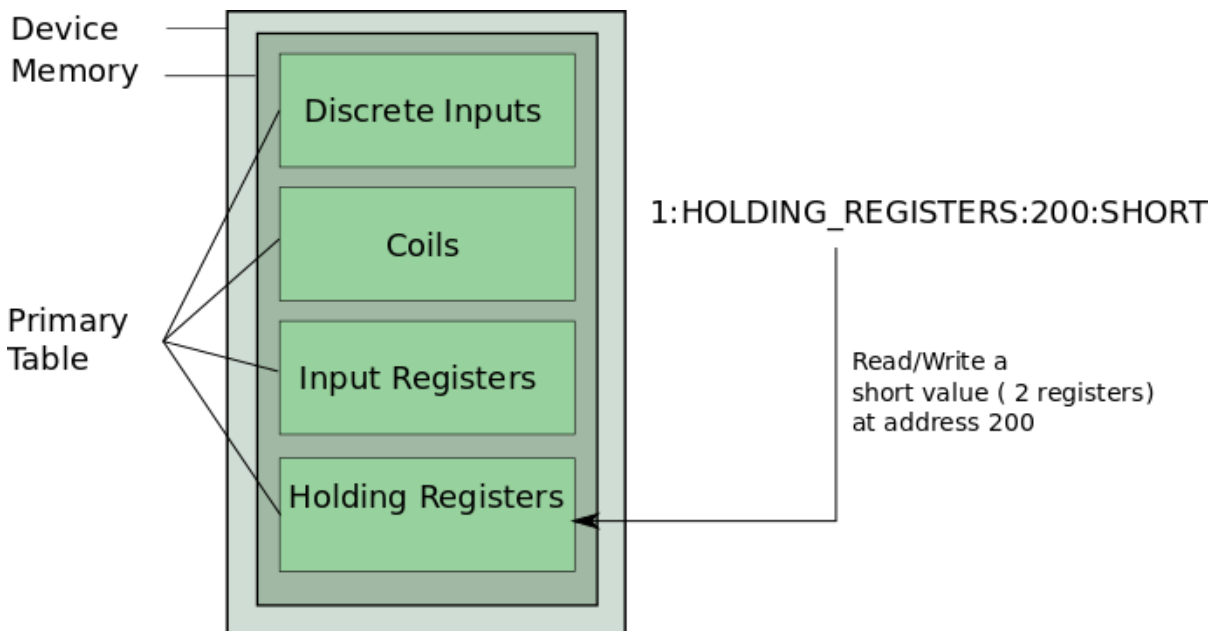 Device
Memory
Discrete Inputs
Coils
Input Registers
Holding Registers
Primary
Table
1:HOLDING_REGISTERS:200:SHORT
Read/Write a
short value ( 2 registers)
at address 200